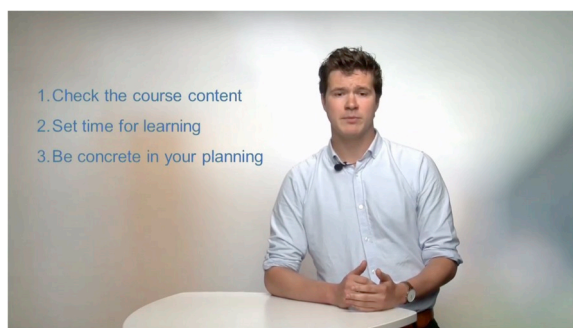 1.Check the course content
2.Set time for learning
3.Be concrete in your planning